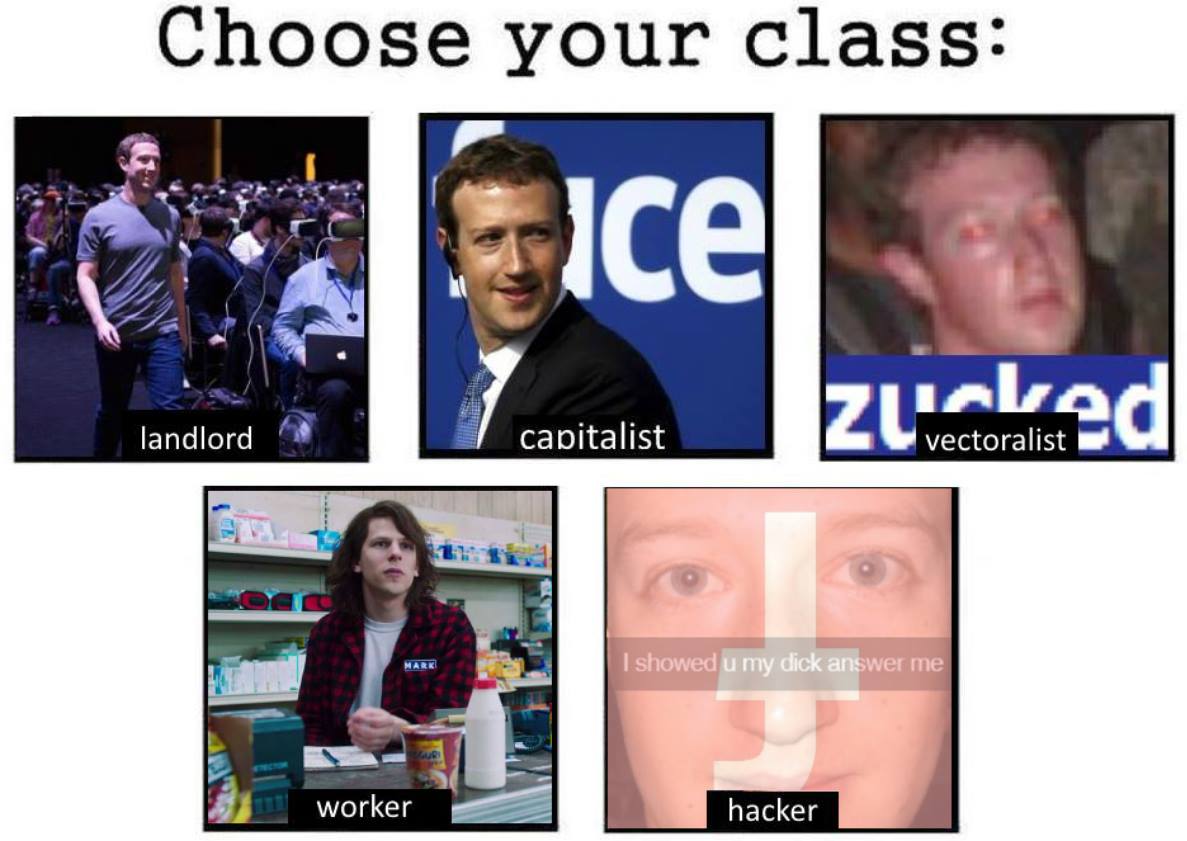 Choose your class:
ace
landlord
capitalist
zucked
vectoralist
MARK
worker
I showed u my dick answer me
hacker